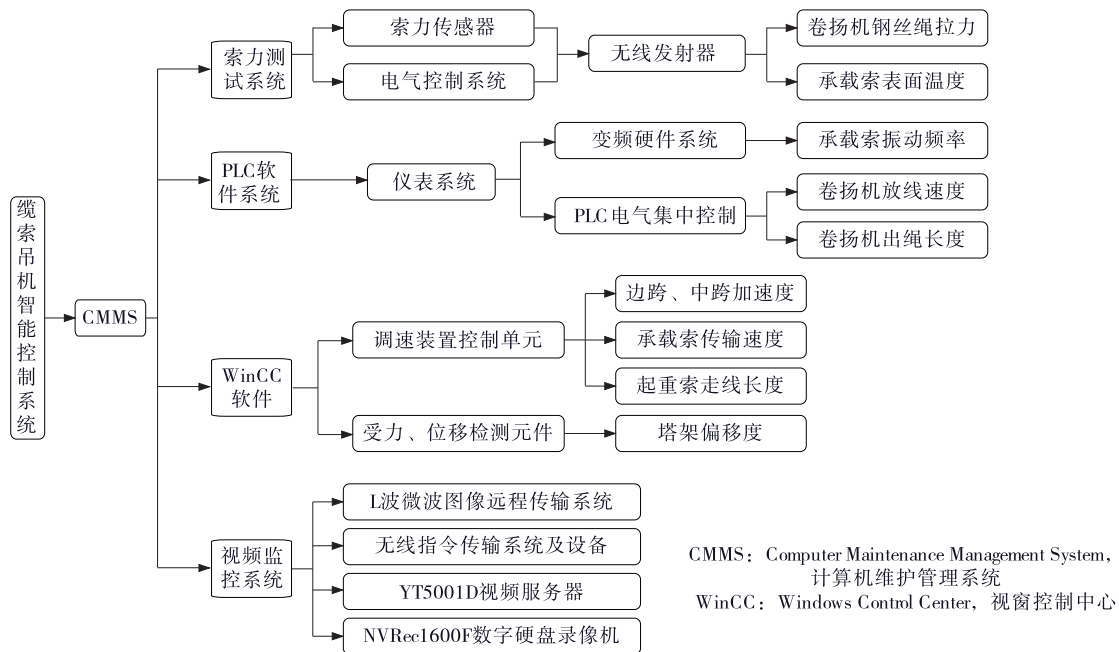 缆索吊机智能控制系统
CMMS
索力测
试系统
索力传感器
电气控制系统
无线发射器
卷扬机钢丝绳拉力
承载索表面温度
PLC软
件系统
仪表系统
变频硬件系统
承载索振动频率
PLC电气集中控制
卷扬机放线速度
卷扬机出绳长度
WinCC
软件
调速装置控制单元
边跨、中跨加速度
承载索传输速度
起重索走线长度
受力、位移检测元件
塔架偏移度
视频监
控系统
L波微波图像远程传输系统
无线指令传输系统及设备
YT5001D视频服务器
NVRec1600F数字硬盘录像机
CMMS：Computer Maintenance Management System，
计算机维护管理系统
WinCC：Windows Control Center，视窗控制中心